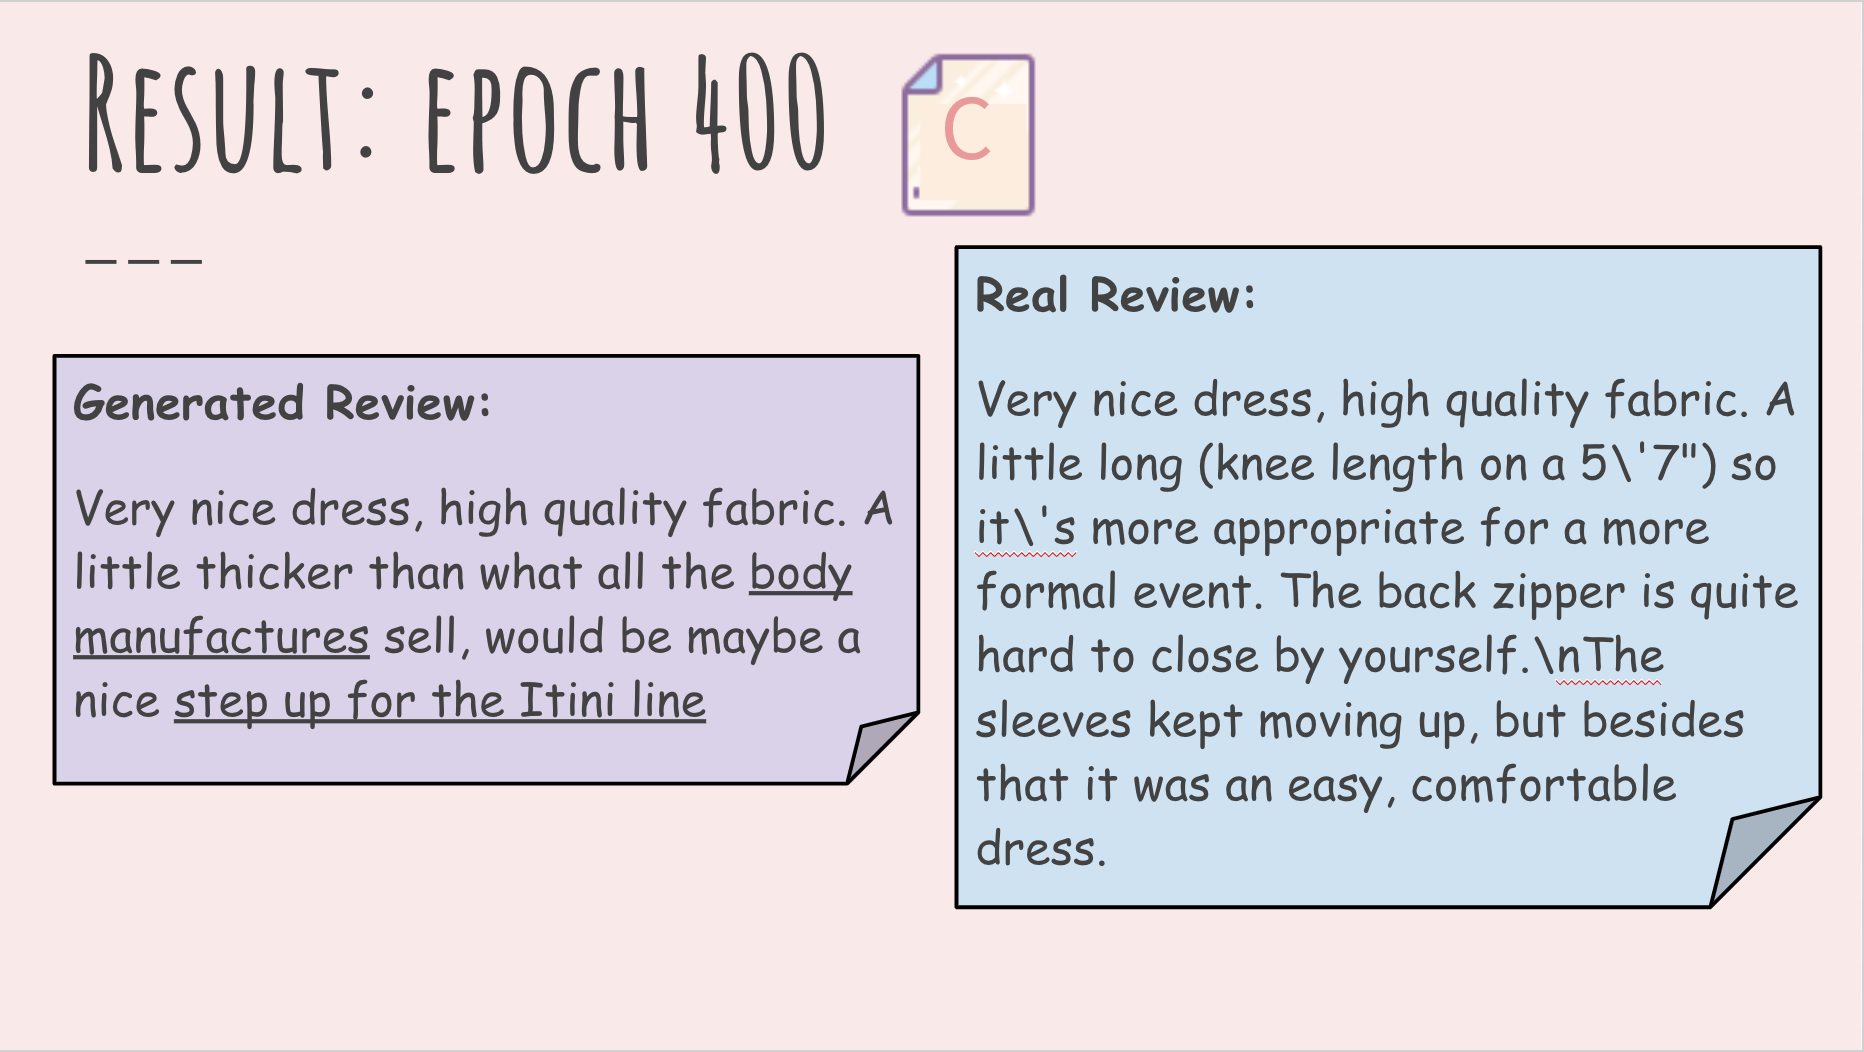 Result: epoch 400
C
___
Generated Review:
Very nice dress, high quality fabric. A
little thicker than what all the body
manufactures sell, would be maybe a
nice step up for the Itini line
Real Review:
Very nice dress, high quality fabric. A
little long (knee length on a 5\'7") so
it\'s more appropriate for a more
formal event. The back zipper is quite
hard to close by yourself.\nThe
sleeves kept moving up, but besides
that it was an easy, comfortable
dress.